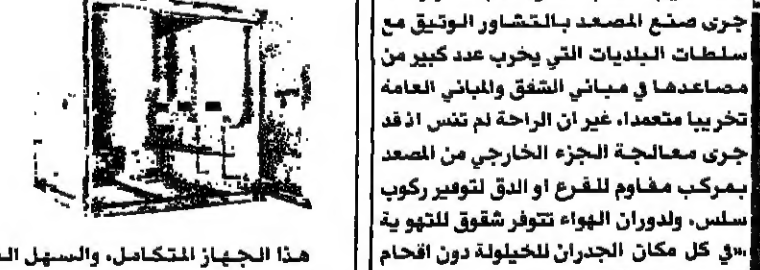 جرى صنع المصعد بالتشاور الوثيق مع
سلطات البلديات التي يخرب عدد كبير من
مصاعدها في مباني الشقق والمباني العامه
تخريبا متعمدا، غير ان الراحة لم تنس اذ قد
جرى معالجة الجزء الخارجي من المصعد
بمركب مقاوم للقرع او الدق لتوفير ركوب
سلس، ولدوران الهواء تتوفر شقوق للتهوية
في كل مكان الجدران للحيلولة دون اقحام
هذا الجهاز المتكامل، والسهل